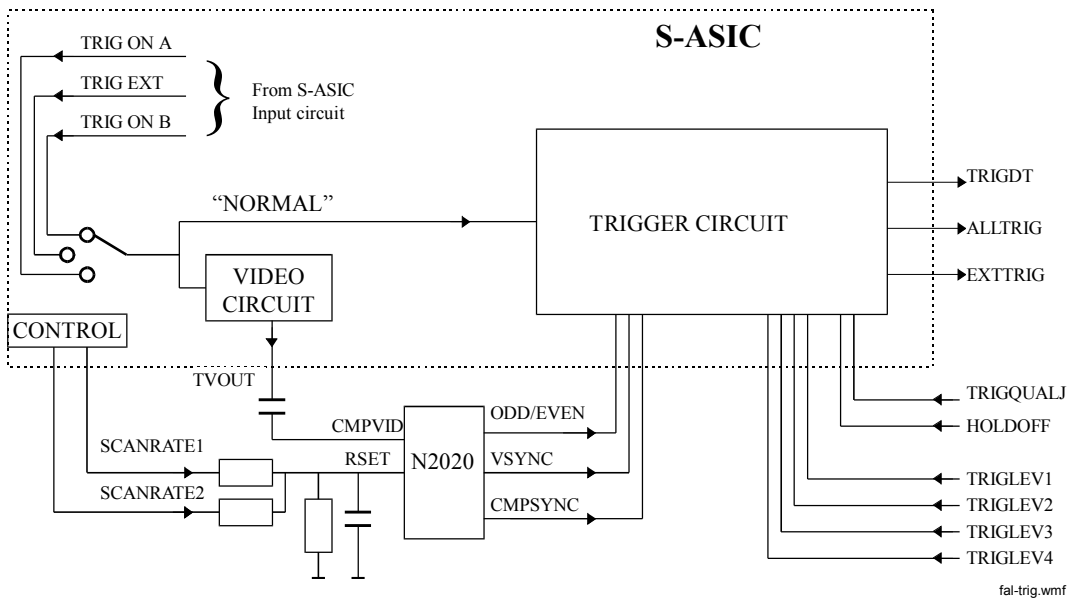 S-ASIC
TRIG ON A
TRIG EXT
TRIG ON B
From S-ASIC
Input circuit
“NORMAL”
VIDEO
CIRCUIT
TRIGGER CIRCUIT
TRIGDT
ALLTRIG
EXTTRIG
CONTROL
TVOUT
CMPVID
RSET
N2020
ODD/EVEN
VSYNC
CMPSYNC
SCANRATE1
SCANRATE2
TRIGQUALJ
HOLDOFF
TRIGLEV1
TRIGLEV2
TRIGLEV3
TRIGLEV4
fal-trig.wmf